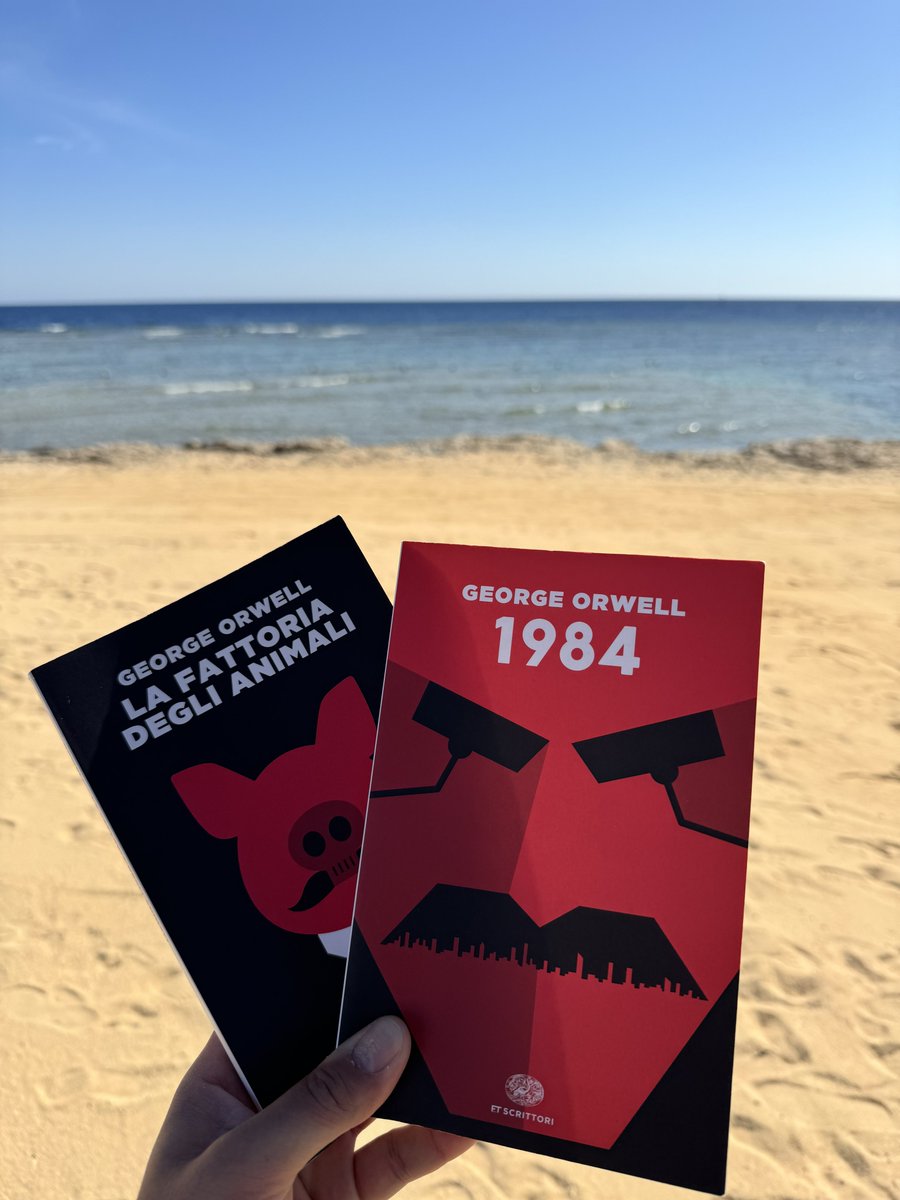 GEORGE ORWELL
LA FATTORIA
DEGLI ANIMALI
GEORGE ORWELL
1984
ET SCRITTORI